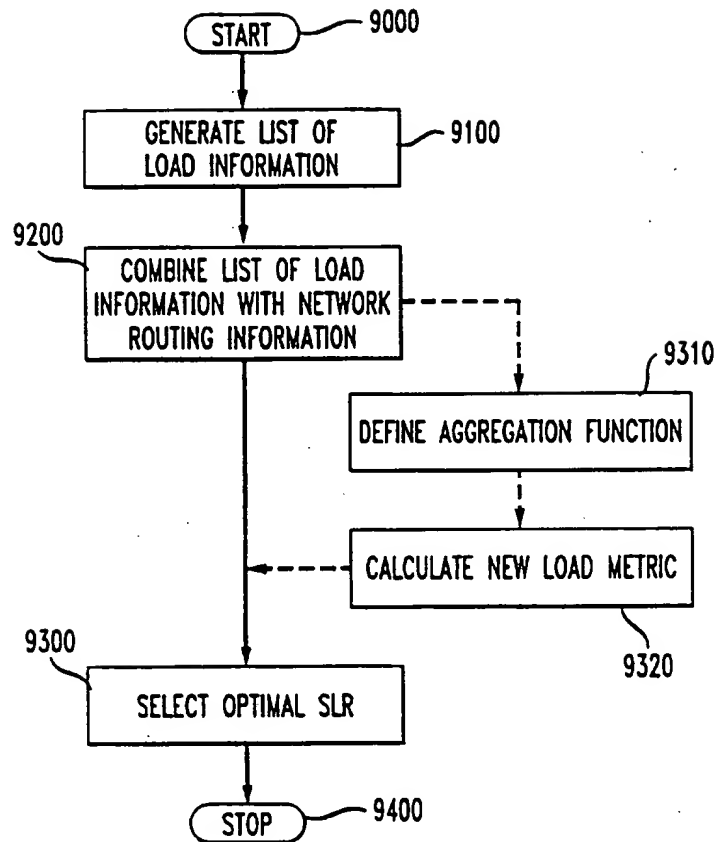 START
9000
GENERATE LIST OF
LOAD INFORMATION
9100
9200
COMBINE LIST OF LOAD
INFORMATION WITH NETWORK
ROUTING INFORMATION
9310
DEFINE AGGREGATION FUNCTION
CALCULATE NEW LOAD METRIC
9320
9300
SELECT OPTIMAL SLR
STOP
9400